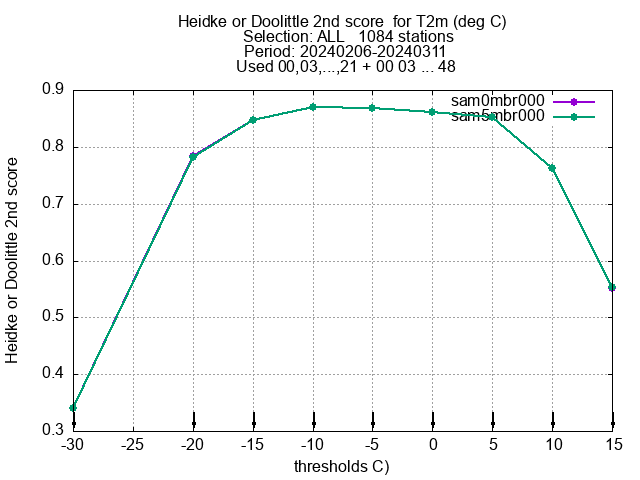 Heidke or Doolittle 2nd score  for T2m (deg C)
Selection: ALL   1084 stations
Period: 20240206-20240311
Used 00,03,...,21 + 00 03 ... 48
sam0mbr000
sam5mbr000
Heidke or Doolittle 2nd score
0.9
0.8
0.7
0.6
0.5
0.4
0.3
-30 -25 -20 -15 -10 -5 0 5 10 15
thresholds C)